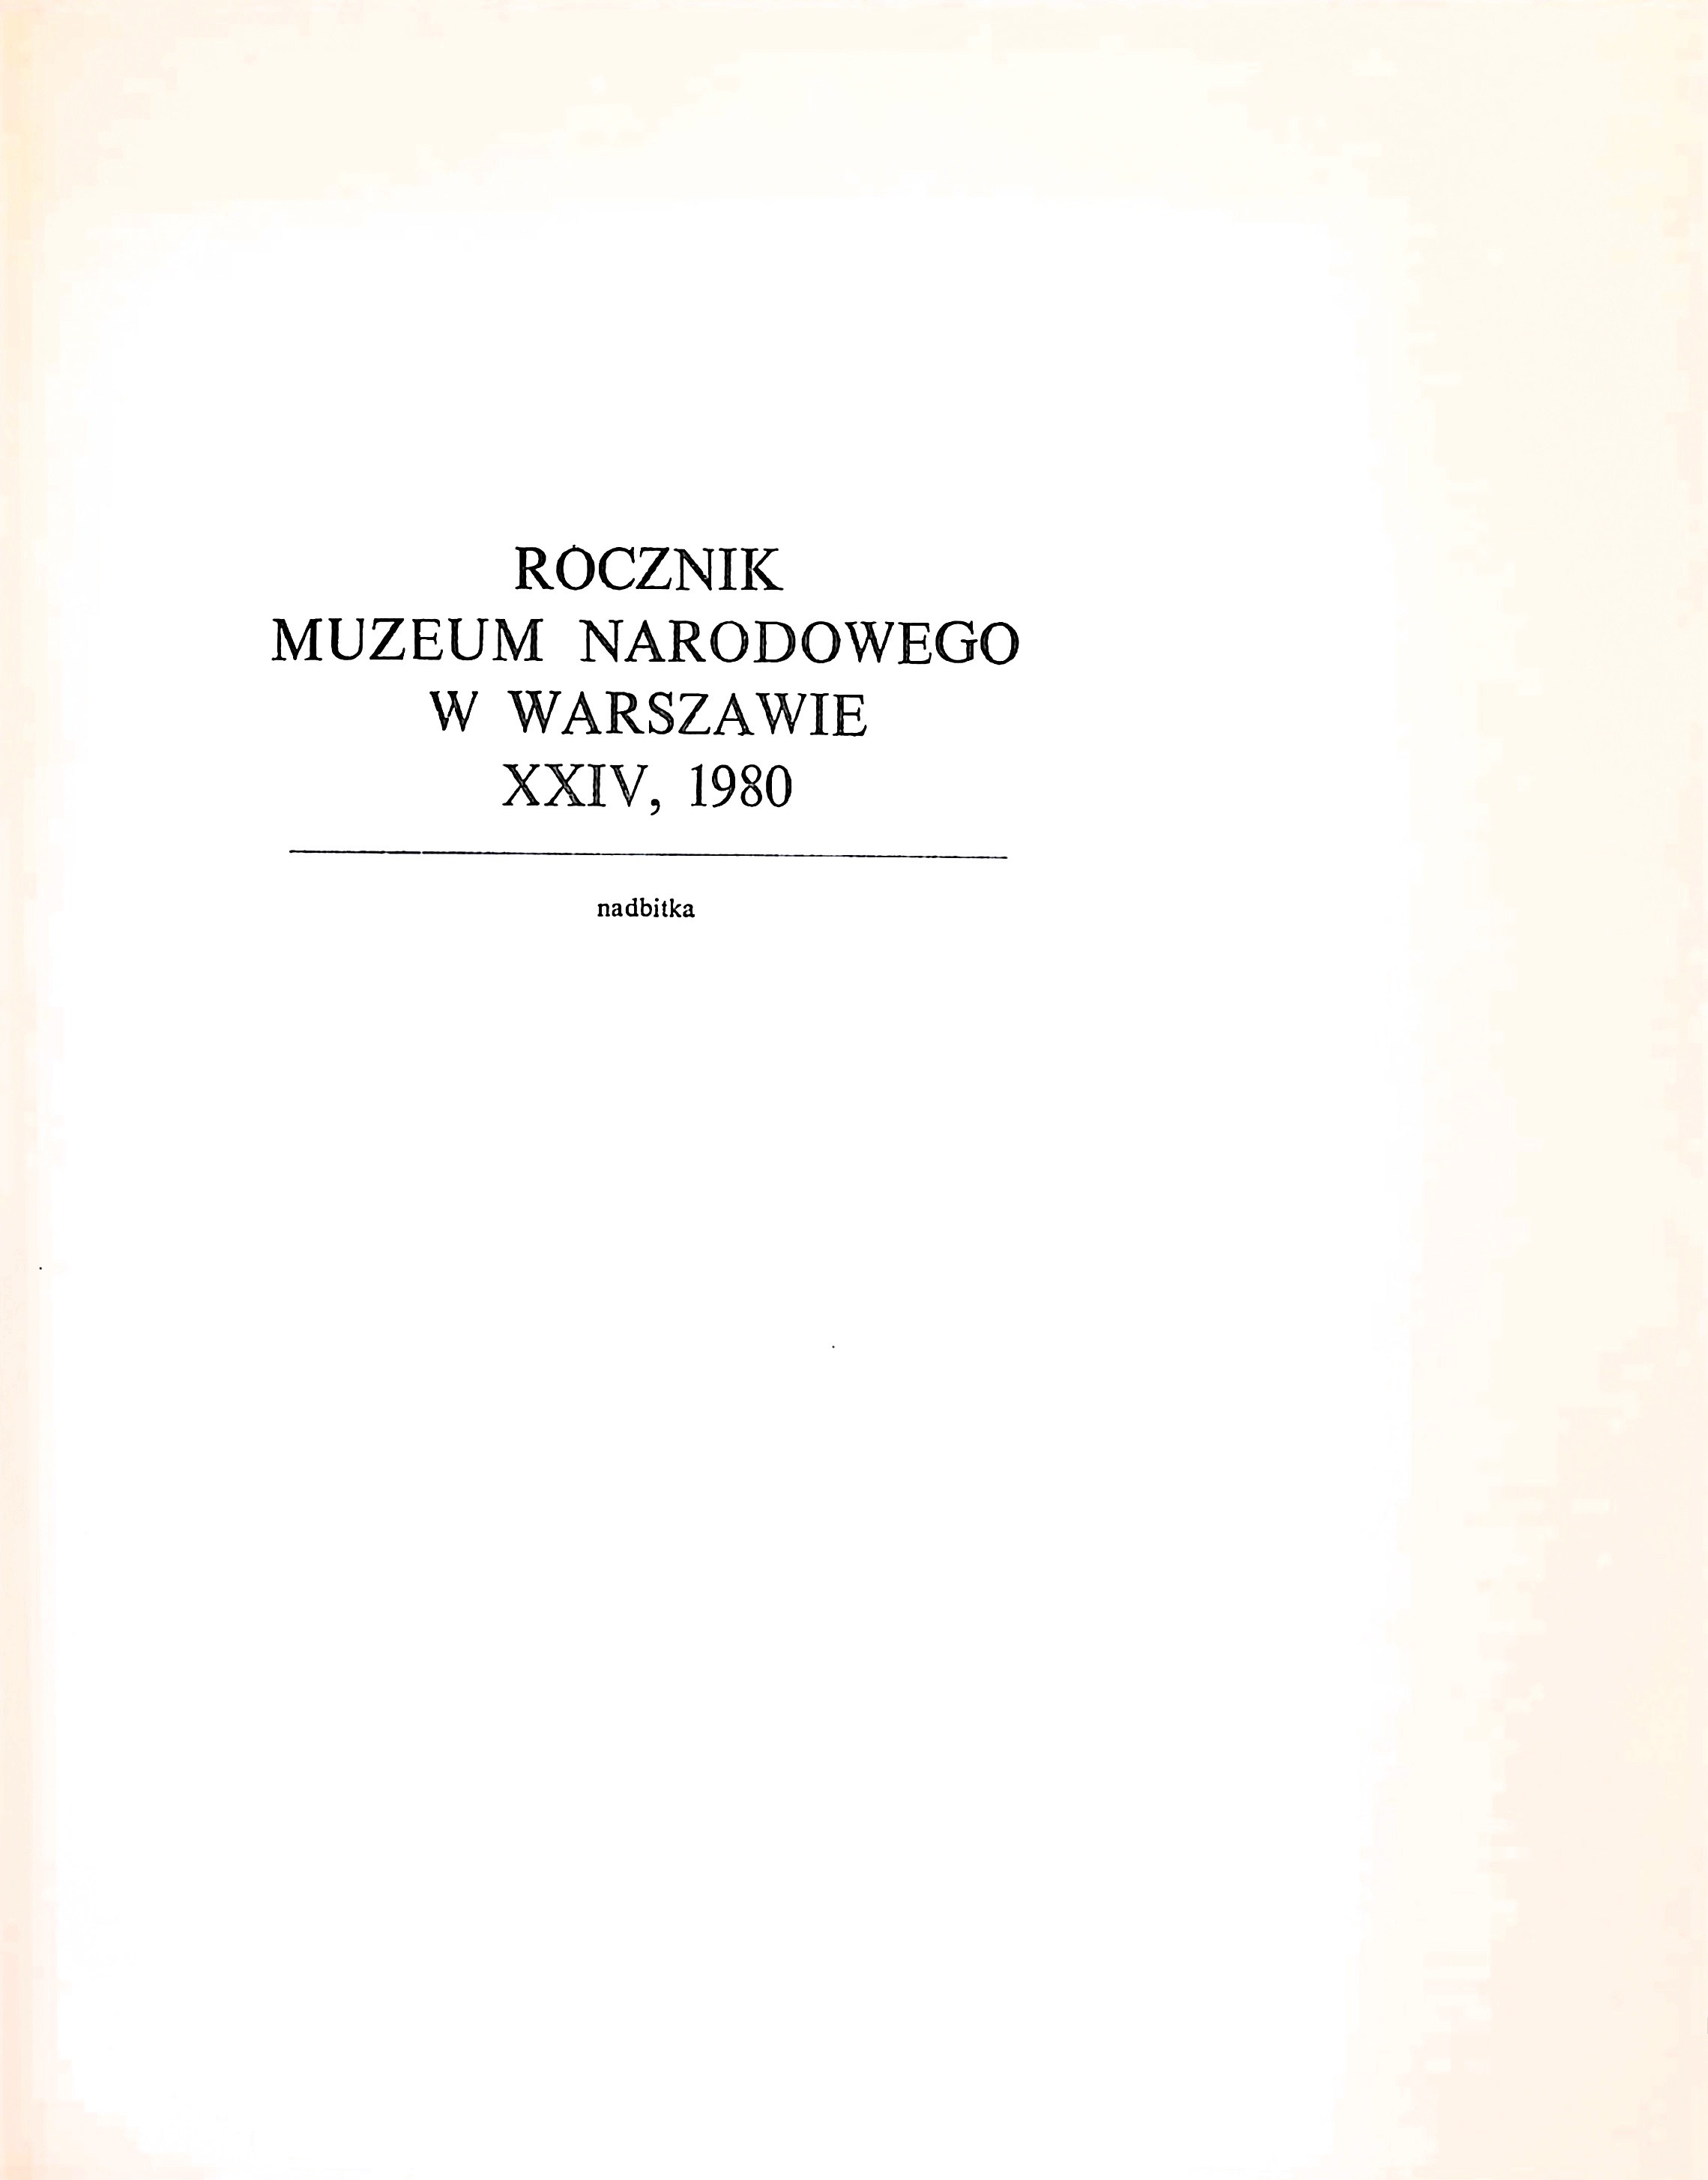 ROCZNIK
MUZEUM NARODOWEGO
W WARSZAWIE
XXIV, 1980
nadbitka